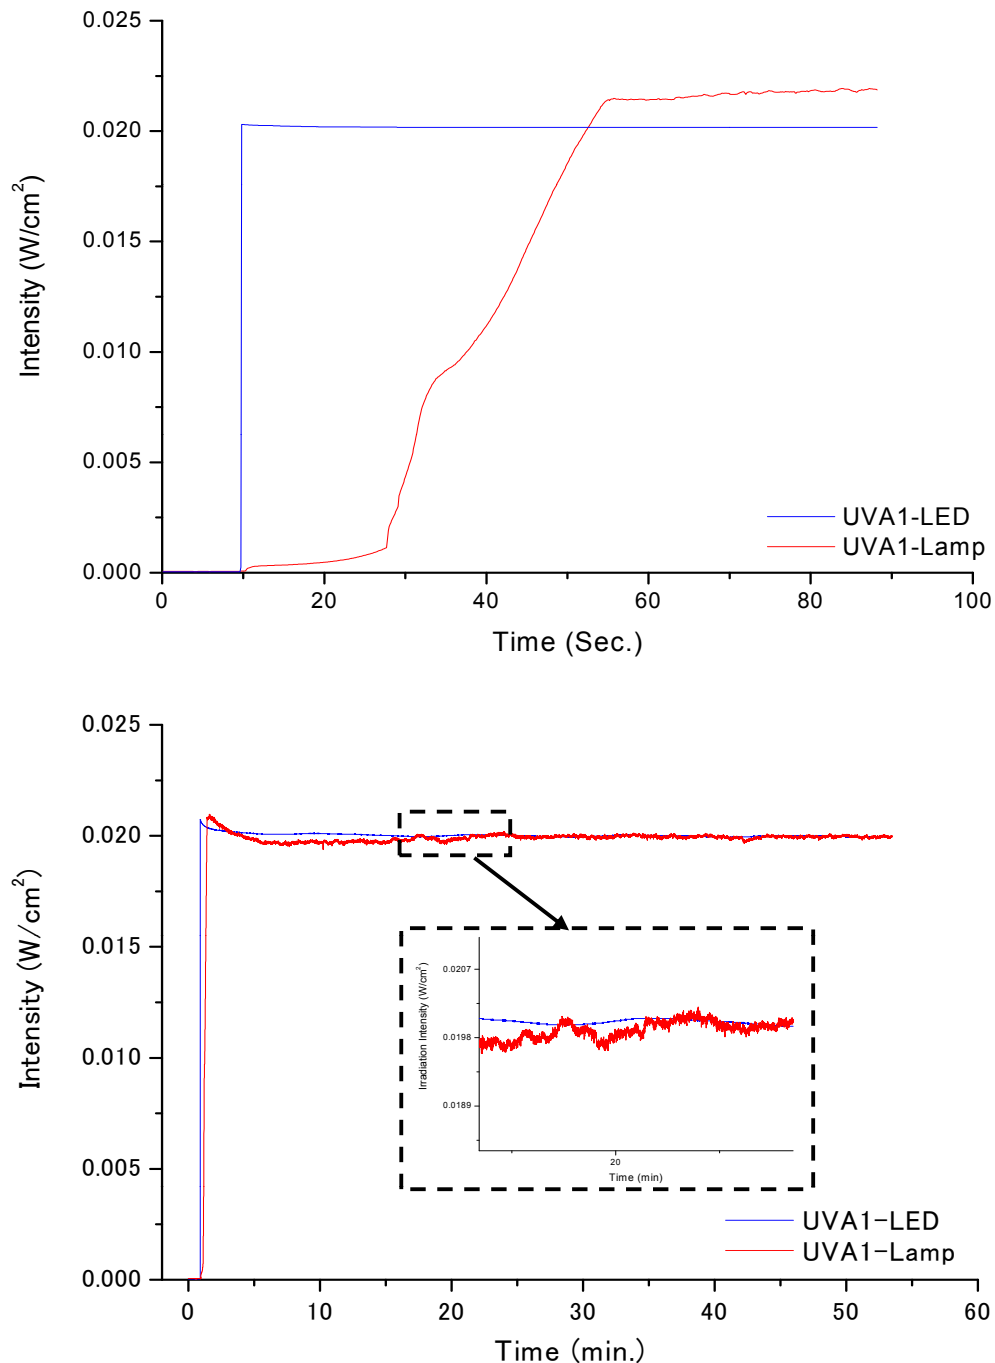 0.025
0.020
0.015
0.010
0.005
0.000
Intensity (W/cm²)
UVA1-LED
UVA1-Lamp
0 20 40 60 80 100
Time (Sec.)
0.025
0.020
0.015
0.010
0.005
0.000
Intensity (W/cm²)
Irradiation Intensity (W/cm²)
0.0207
0.0198
0.0189
20
Time (min)
UVA1-LED
UVA1-Lamp
0 10 20 30 40 50 60
Time (min.)